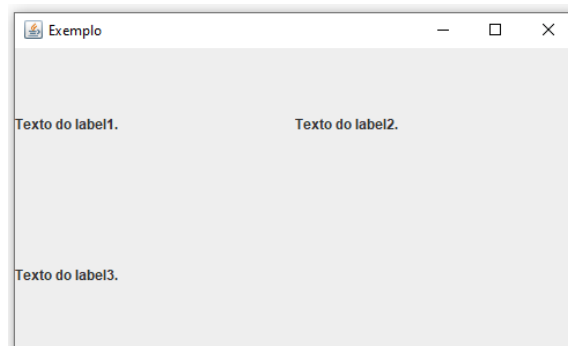 Exemplo
Texto do label1.
Texto do label2.
Texto do label3.